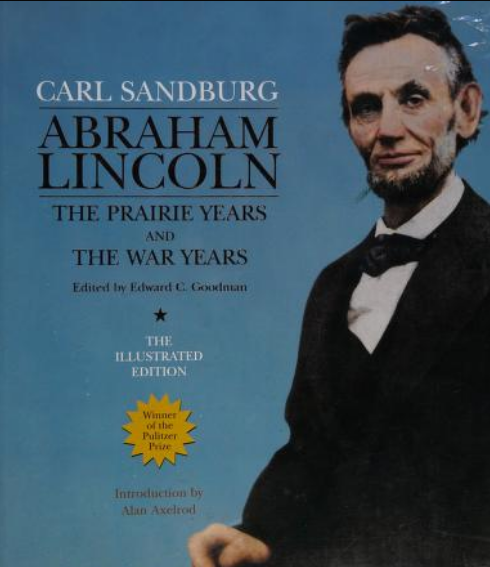 CARL SANDBURG
ABRAHAM
LINCOLN
THE PRAIRIE YEARS
AND
THE WAR YEARS
Edited by Edward C. Goodman
★
THE
ILLUSTRATED
EDITION
Winner
of the
Pulitzer
Prize
Introduction by
Alan Axelrod